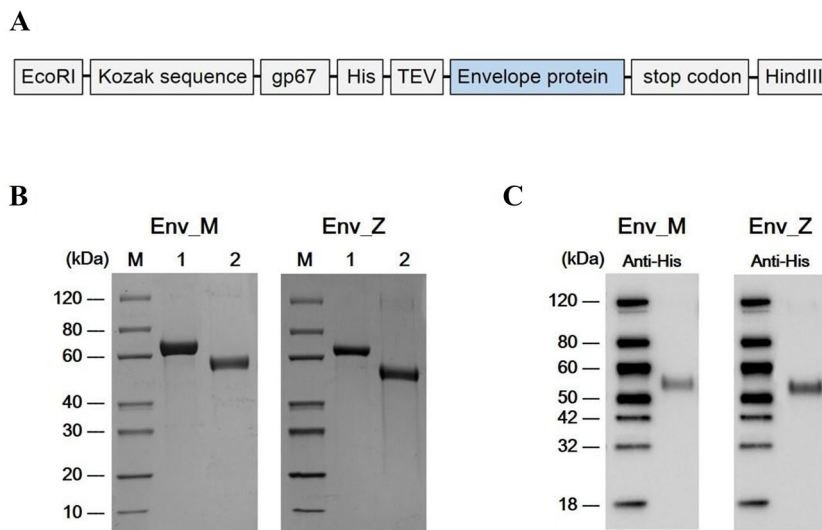 A
EcoRI Kozak sequence gp67 His TEV Envelope protein stop codon HindIII
B
Env_M Env_Z
(kDa) M 1 2 M 1 2
120
80
60
40
30
20
10
C
Env_M Env_Z
(kDa) Anti-His Anti-His
120
80
60
50
42
32
18